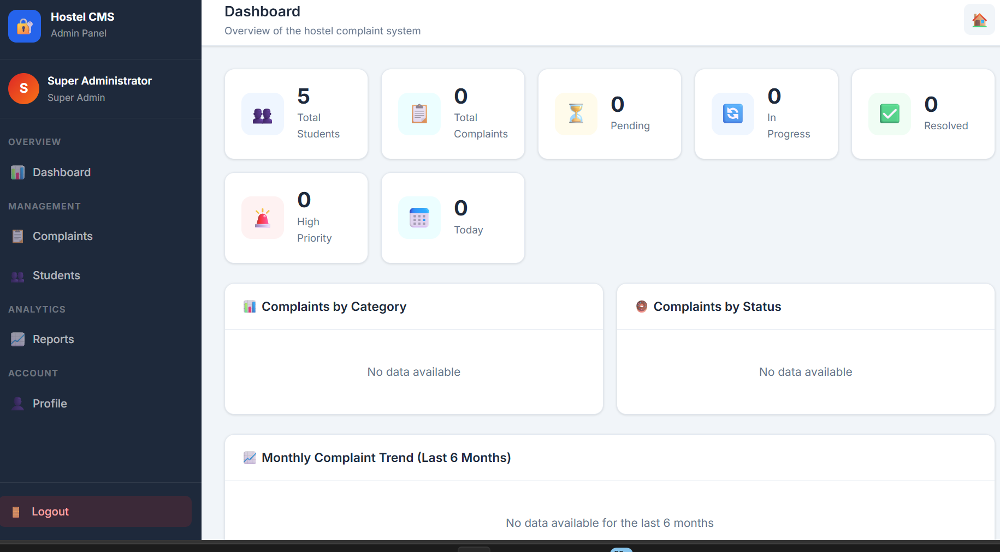 Hostel CMS
Admin Panel
S
Super Administrator
Super Admin
OVERVIEW
Dashboard
MANAGEMENT
Complaints
Students
ANALYTICS
Reports
ACCOUNT
Profile
Logout
Dashboard
Overview of the hostel complaint system
5
Total
Students
0
Total
Complaints
0
Pending
0
In
Progress
0
Resolved
0
High
Priority
0
Today
Complaints by Category
No data available
Complaints by Status
No data available
Monthly Complaint Trend (Last 6 Months)
No data available for the last 6 months